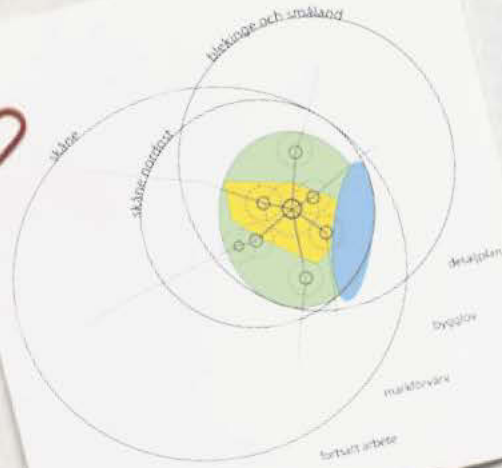 blekinge och småland
skåne
skåne nordost
detaljplan
bygglov
markförvärv
fortsatt arbete